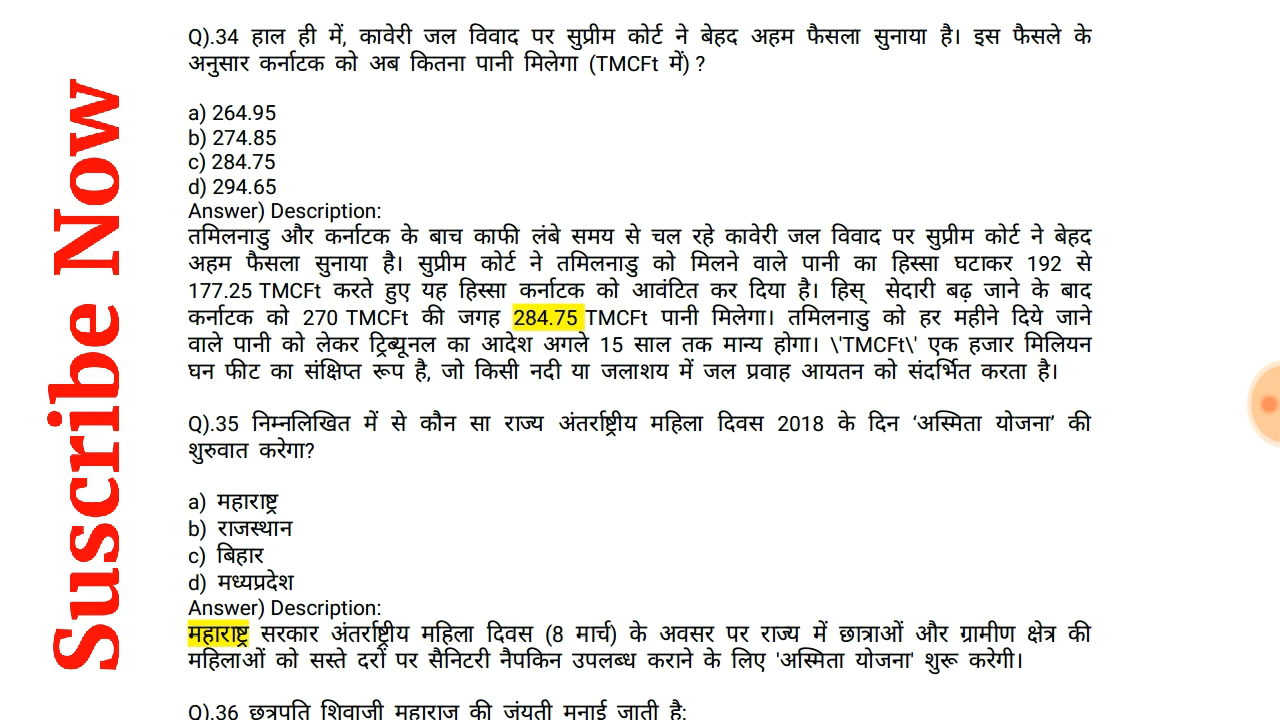 Suscribe Now
Q).34 हाल ही में, कावेरी जल विवाद पर सुप्रीम कोर्ट ने बेहद अहम फैसला सुनाया है। इस फैसले के
अनुसार कर्नाटक को अब कितना पानी मिलेगा (TMCFt में) ?
a) 264.95
b) 274.85
c) 284.75
d) 294.65
Answer) Description:
तमिलनाडु और कर्नाटक के बाच काफी लंबे समय से चल रहे कावेरी जल विवाद पर सुप्रीम कोर्ट ने बेहद
अहम फैसला सुनाया है। सुप्रीम कोर्ट ने तमिलनाडु को मिलने वाले पानी का हिस्सा घटाकर 192 से
177.25 TMCFt करते हुए यह हिस्सा कर्नाटक को आवंटित कर दिया है। हिस् सेदारी बढ़ जाने के बाद
कर्नाटक को 270 TMCFt की जगह 284.75 TMCFt पानी मिलेगा। तमिलनाडु को हर महीने दिये जाने
वाले पानी को लेकर ट्रिब्यूनल का आदेश अगले 15 साल तक मान्य होगा। \'TMCFt\' एक हजार मिलियन
घन फीट का संक्षिप्त रूप है, जो किसी नदी या जलाशय में जल प्रवाह आयतन को संदर्भित करता है।
Q).35 निम्नलिखित में से कौन सा राज्य अंतर्राष्ट्रीय महिला दिवस 2018 के दिन ‘अस्मिता योजना’ की
शुरुवात करेगा?
a) महाराष्ट्र
b) राजस्थान
c) बिहार
d) मध्यप्रदेश
Answer) Description:
महाराष्ट्र सरकार अंतर्राष्ट्रीय महिला दिवस (8 मार्च) के अवसर पर राज्य में छात्राओं और ग्रामीण क्षेत्र की
महिलाओं को सस्ते दरों पर सैनिटरी नैपकिन उपलब्ध कराने के लिए 'अस्मिता योजना' शुरू करेगी।
Q).36 छत्रपति शिवाजी महाराज की जंयती मनाई जाती है: